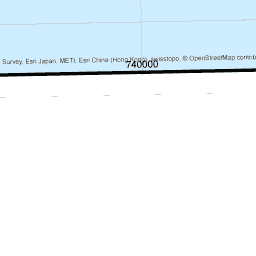 Survey, Esri Japan, METI, Esri China (Hong Kong), swisstopo, © OpenStreetMap contrib
740000